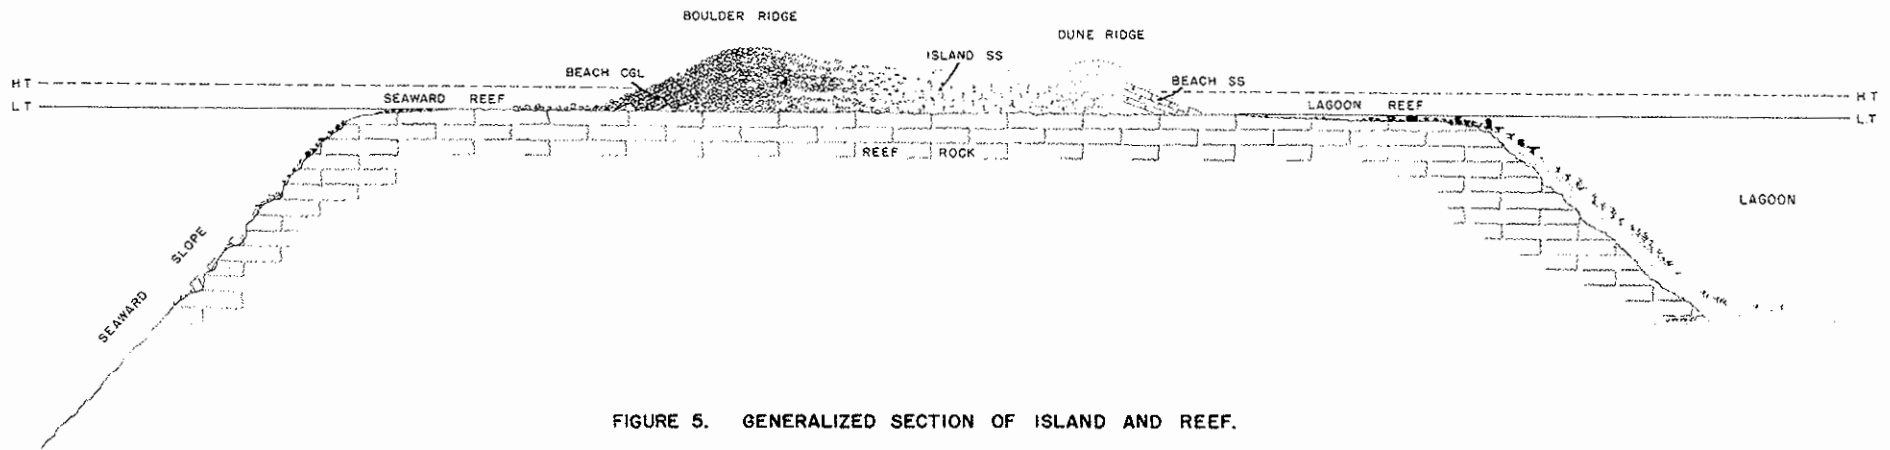 BOULDER RIDGE
DUNE RIDGE
ISLAND SS
BEACH CGL
BEACH SS
HT
HT
SEAWARD REEF
LAGOON REEF
LT
L.T
REEF ROCK
LAGOON
SEAWARD SLOPE
FIGURE 5. GENERALIZED SECTION OF ISLAND AND REEF.